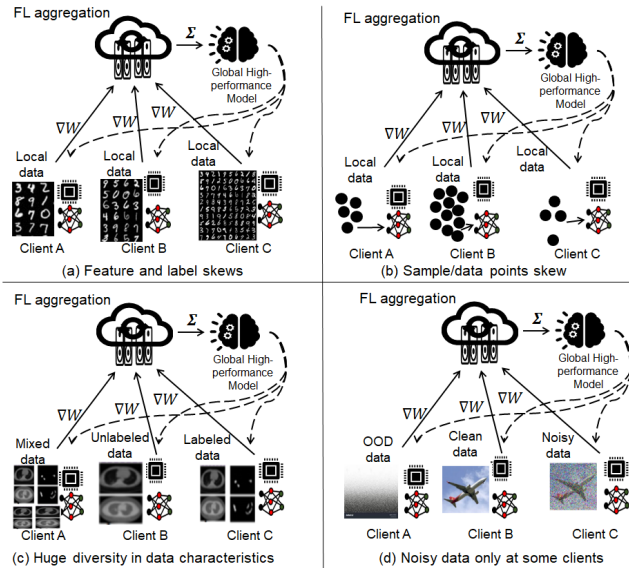 FL aggregation
Σ
Global High-
performance
Model
∇W
∇W
∇W
Local
data
Local
data
Local
data
Client A
Client B
Client C
(a) Feature and label skews
FL aggregation
Σ
Global High-
performance
Model
∇W
∇W
∇W
Local
data
Local
data
Local
data
Client A
Client B
Client C
(b) Sample/data points skew
FL aggregation
Σ
Global High-
performance
Model
∇W
∇W
∇W
Mixed
data
Unlabeled
data
Labeled
data
Client A
Client B
Client C
(c) Huge diversity in data characteristics
FL aggregation
Σ
Global High-
performance
Model
∇W
∇W
∇W
OOD
data
Clean
data
Noisy
data
Client A
Client B
Client C
(d) Noisy data only at some clients